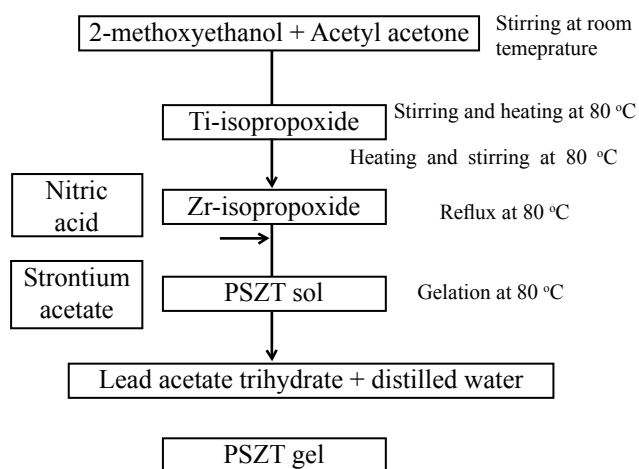 2-methoxyethanol + Acetyl acetone
Stirring at room
temeprature
Ti-isopropoxide
Stirring and heating at 80 °C
Heating and stirring at 80 °C
Nitric
acid
Zr-isopropoxide
Reflux at 80 °C
Strontium
acetate
PSZT sol
Gelation at 80 °C
Lead acetate trihydrate + distilled water
PSZT gel